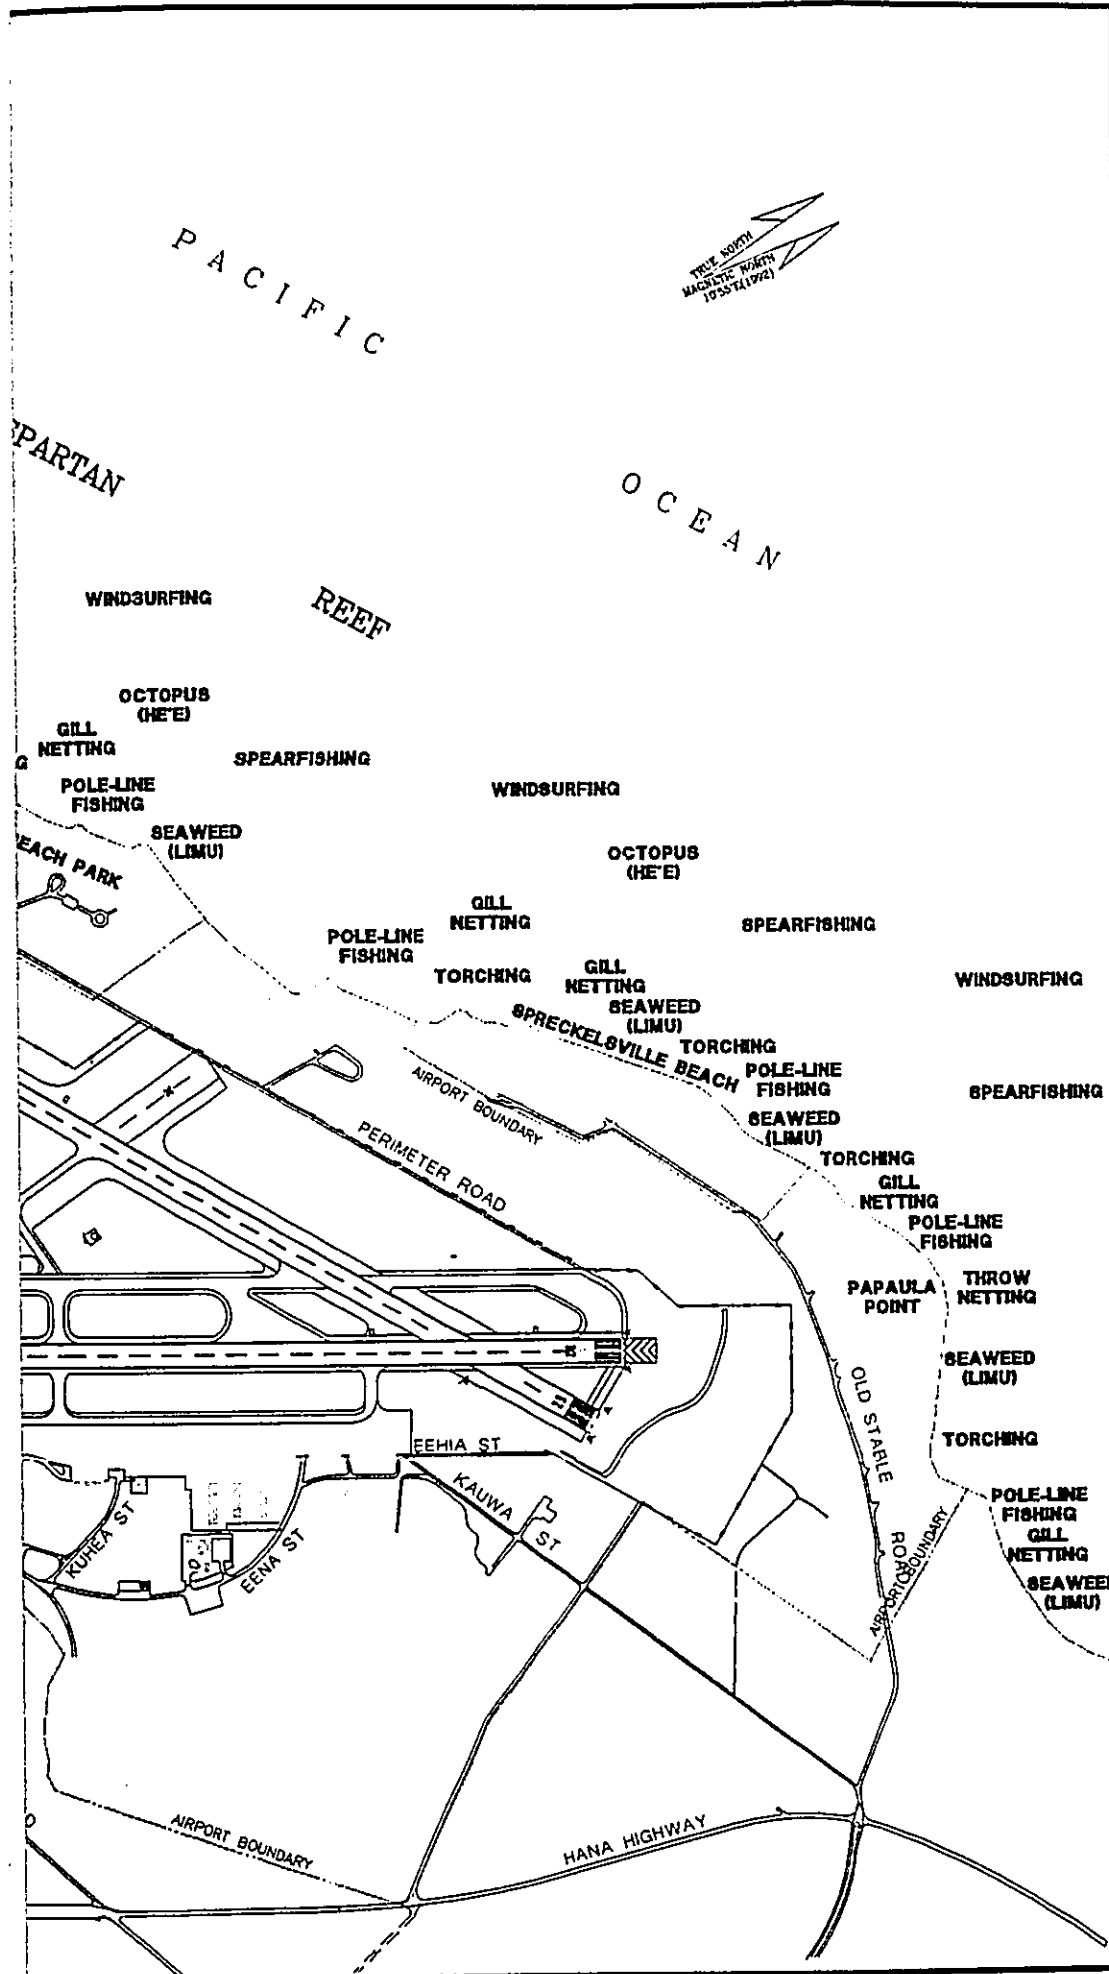 PACIFIC
TRUE NORTH
MAGNETIC NORTH
SPARTAN
OCEAN
WINDSURFING
REEF
OCTOPUS
(HE'E)
GILL
NETTING
G
SPEARFISHING
POLE-LINE
FISHING
WINDSURFING
SEAWEED
(LIMU)
EACH PARK
OCTOPUS
(HE'E)
GILL
NETTING
SPEARFISHING
POLE-LINE
FISHING
TORCHING
GILL
NETTING
WINDSURFING
SEAWEED
(LIMU)
SPRECKELSVILLE BEACH
TORCHING
POLE-LINE
FISHING
SPEARFISHING
AIRPORT BOUNDARY
SEAWEED
(LIMU)
PERIMETER ROAD
TORCHING
GILL
NETTING
POLE-LINE
FISHING
PAPAULA
POINT
THROW
NETTING
SEAWEED
(LIMU)
OLD STABLE
ROAD
TORCHING
EEHIA ST
KAUWA
ST
KUHEA ST
EENA ST
POLE-LINE
FISHING
GILL
NETTING
AIRPORT BOUNDARY
SEAWEED
(LIMU)
AIRPORT BOUNDARY
HANA HIGHWAY